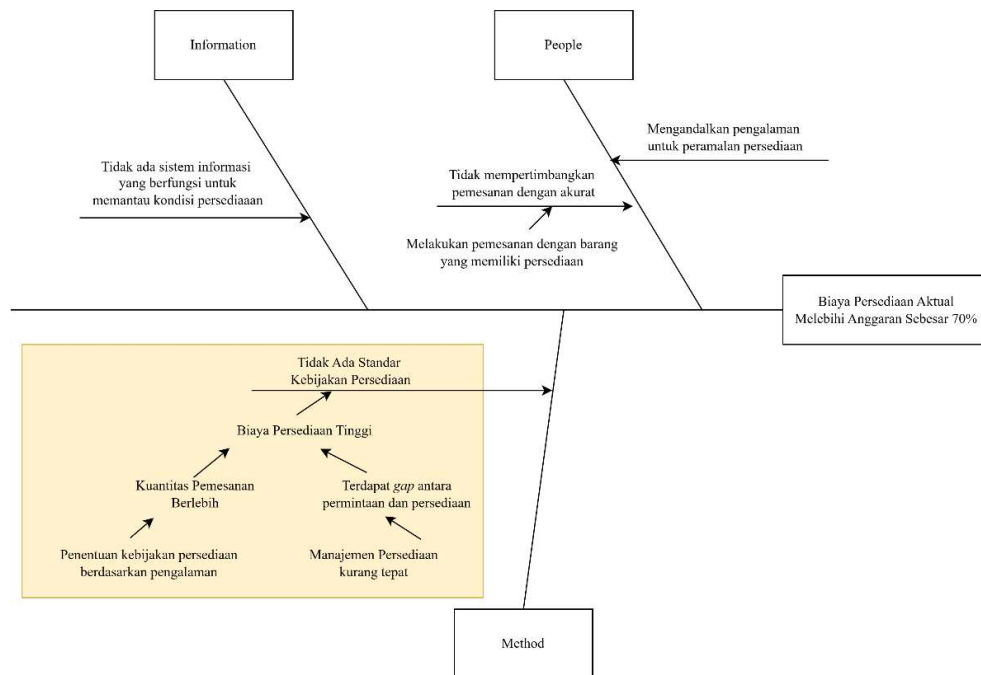 Information
People
Mengandalkan pengalaman
untuk peramalan persediaan
Tidak ada sistem informasi
yang berfungsi untuk
memantau kondisi persediaaan
Tidak mempertimbangkan
pemesanan dengan akurat
Melakukan pemesanan dengan barang
yang memiliki persediaan
Biaya Persediaan Aktual
Melebihi Anggaran Sebesar 70%
Tidak Ada Standar
Kebijakan Persediaan
Biaya Persediaan Tinggi
Kuantitas Pemesanan
Berlebih
Terdapat gap antara
permintaan dan persediaan
Penentuan kebijakan persediaan
berdasarkan pengalaman
Manajemen Persediaan
kurang tepat
Method